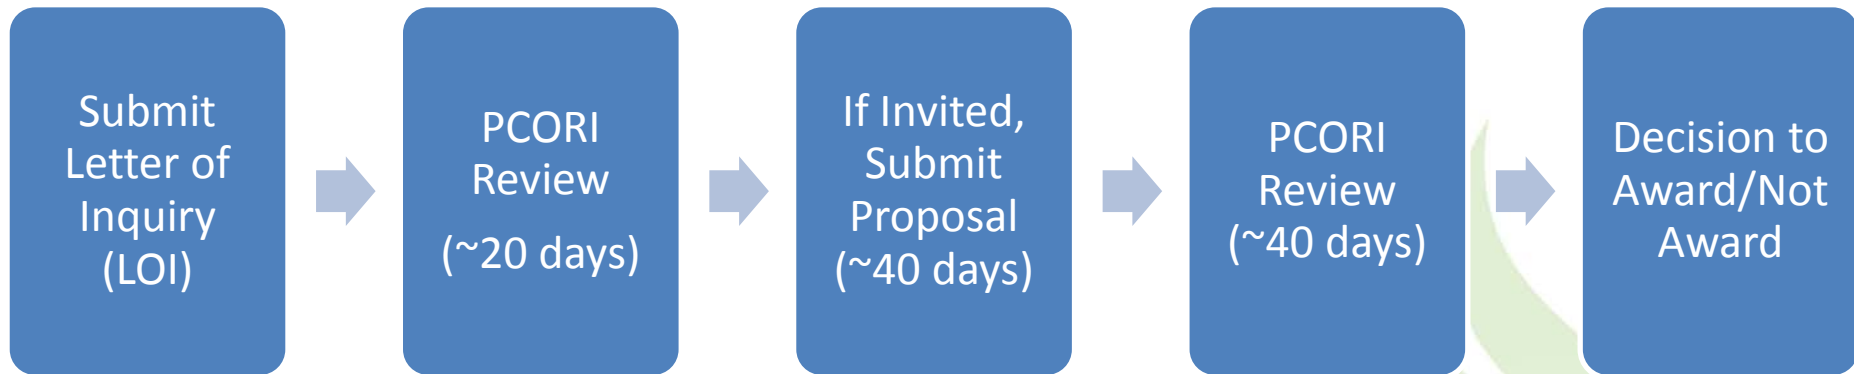 Submit
Letter of
Inquiry
(LOI)
PCORI
Review
(~20 days)
If Invited,
Submit
Proposal
(~40 days)
PCORI
Review
(~40 days)
Decision to
Award/Not
Award